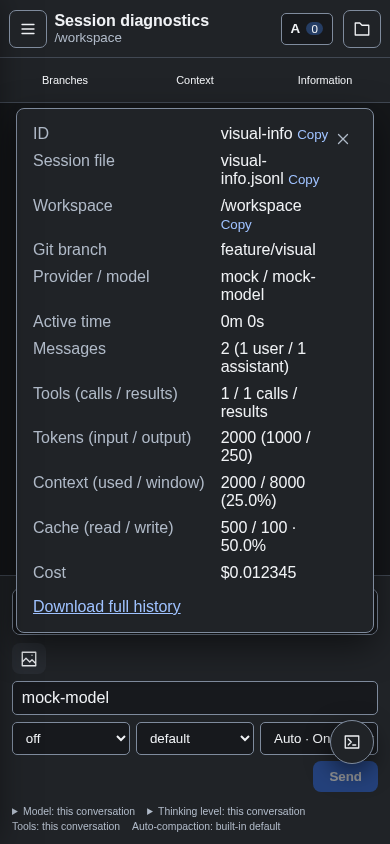 Session diagnostics
/workspace
A 0
Branches Context Information
ID visual-info Copy
Session file visual-
info.jsonl Copy
Workspace /workspace
Copy
Git branch feature/visual
Provider / model mock / mock-
model
Active time 0m 0s
Messages 2 (1 user / 1
assistant)
Tools (calls / results) 1 / 1 calls /
results
Tokens (input / output) 2000 (1000 /
250)
Context (used / window) 2000 / 8000
(25.0%)
Cache (read / write) 500 / 100 ·
50.0%
Cost $0.012345
Download full history
mock-model
off default Auto · On
Send
Model: this conversation Thinking level: this conversation
Tools: this conversation Auto-compaction: built-in default